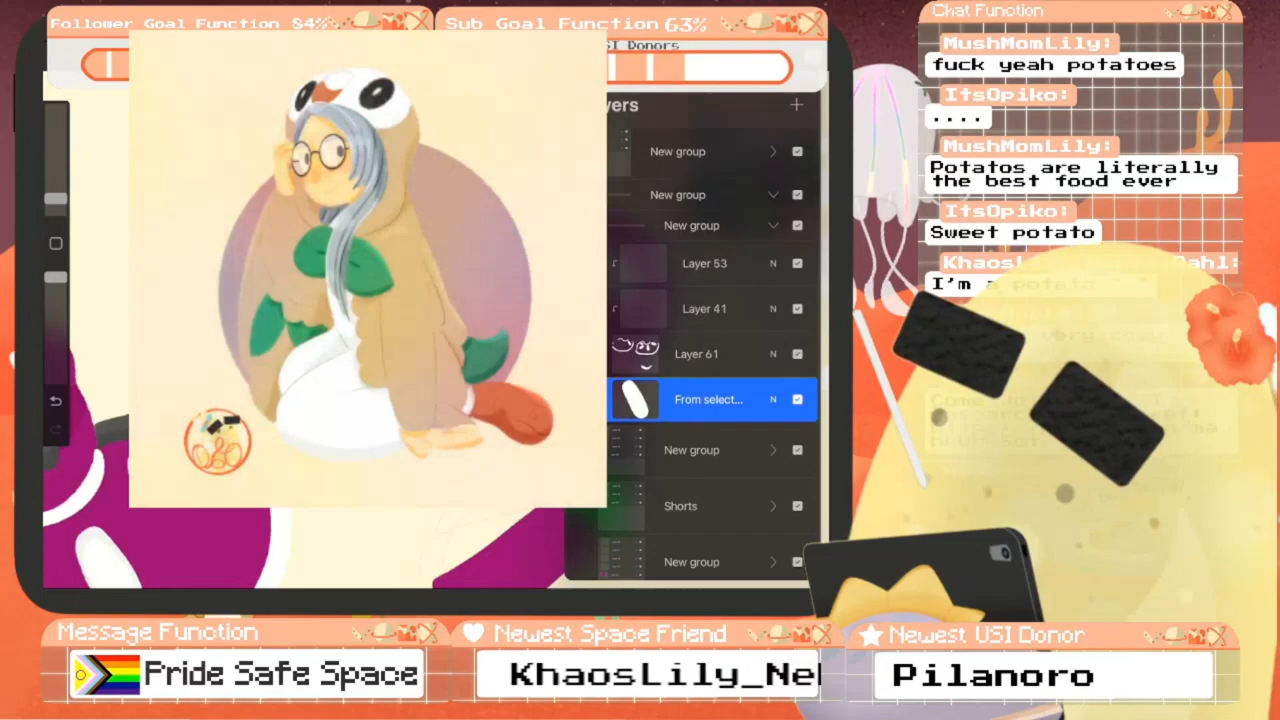 Follower Goal Function 84%
Sub Goal Function 63%
SI Donors
yers
New group
New group
New group
Layer 53
N
Layer 41
N
Layer 61
N
From select...
N
New group
Shorts
New group
Chat Function
MushMomLily:
fuck yeah potatoes
ItsOpiko:
....
MushMomLily:
Potatos are literally
the best food ever
ItsOpiko:
Sweet potato
I'm a potato
Message Function
Pride Safe Space
Newest Space Friend
KhaosLily_Ne
Newest USI Donor
Pilanoro